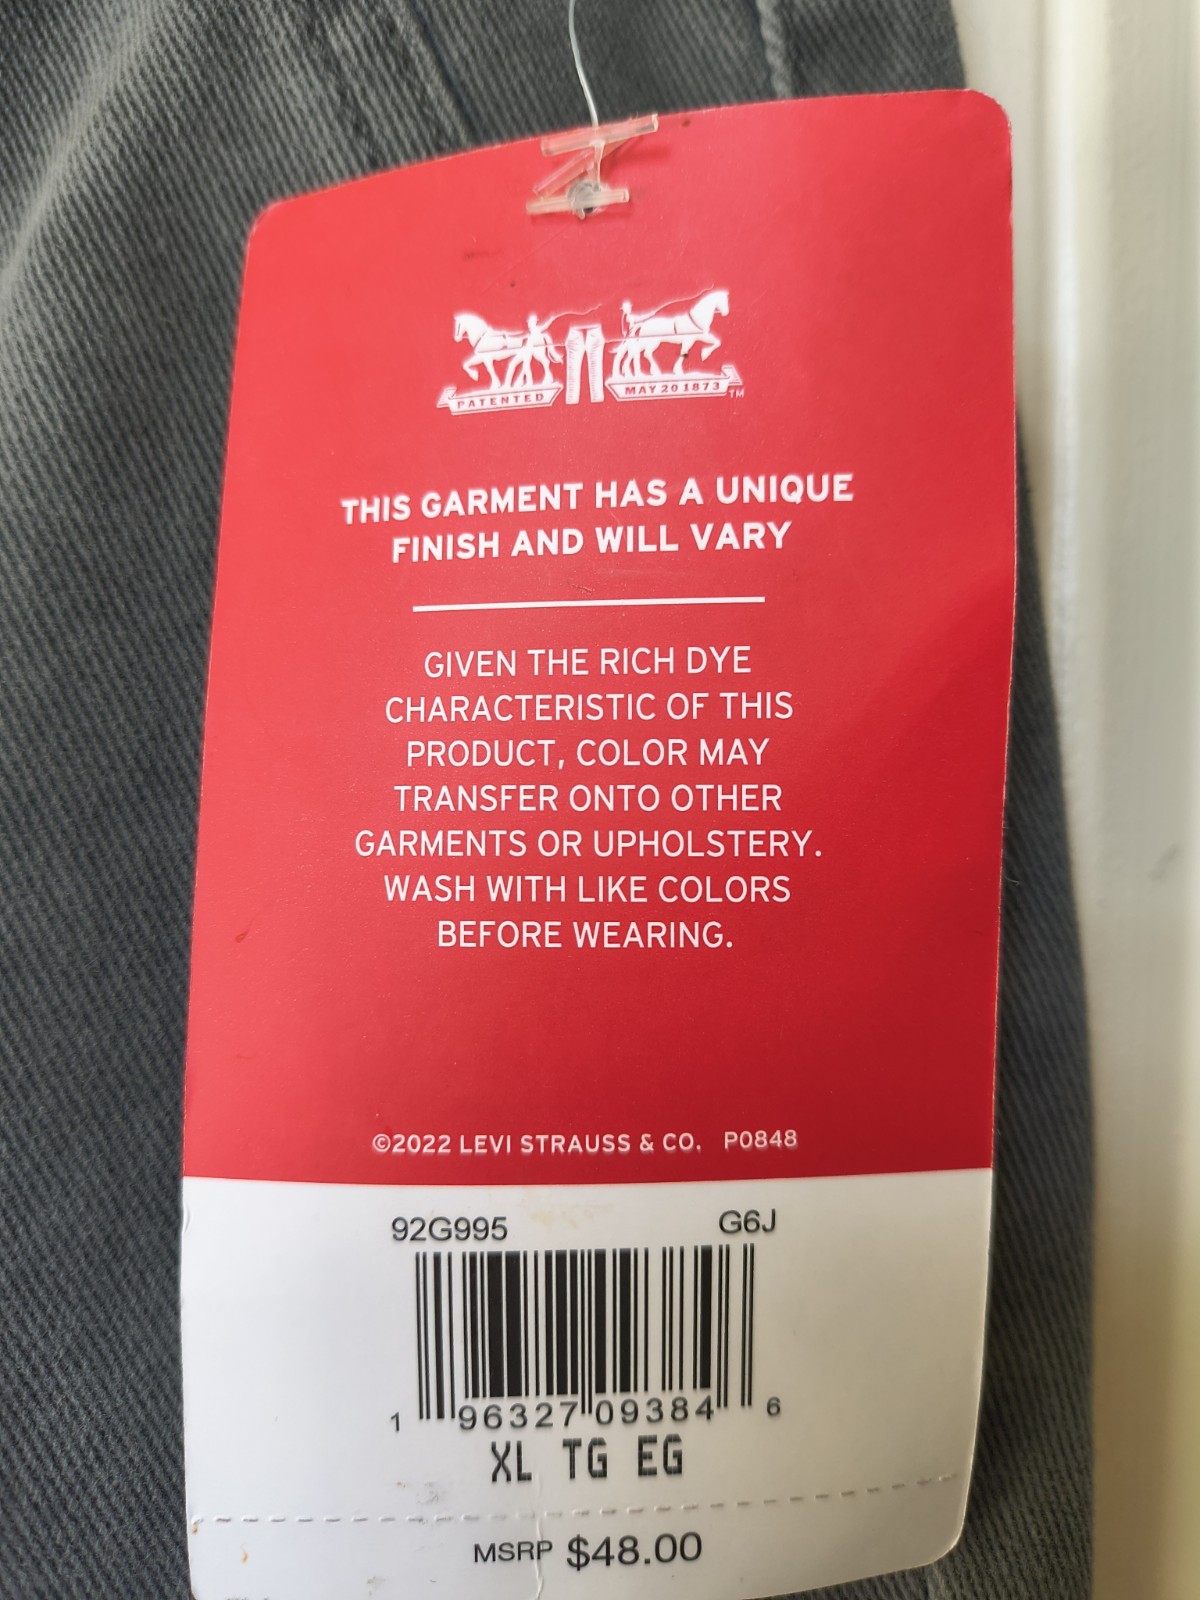 PATENTED MAY 20 1873 TM
THIS GARMENT HAS A UNIQUE
FINISH AND WILL VARY
GIVEN THE RICH DYE
CHARACTERISTIC OF THIS
PRODUCT, COLOR MAY
TRANSFER ONTO OTHER
GARMENTS OR UPHOLSTERY.
WASH WITH LIKE COLORS
BEFORE WEARING.
©2022 LEVI STRAUSS & CO. P0848
92G995 G6J
1 96327 09384 6
XL TG EG
MSRP $48.00